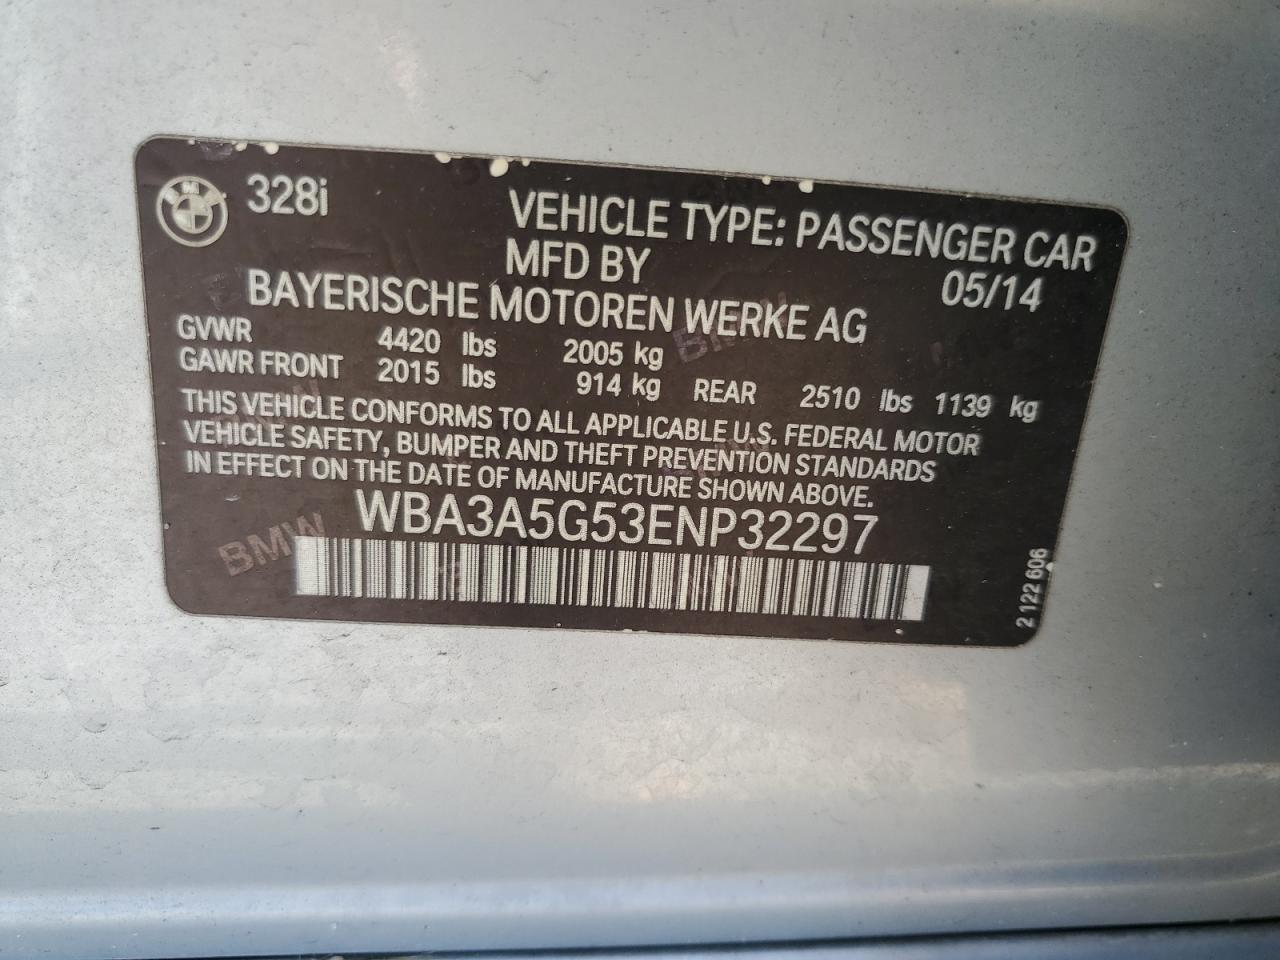 328i
VEHICLE TYPE: PASSENGER CAR
MFD BY 05/14
BAYERISCHE MOTOREN WERKE AG
GVWR 4420 lbs 2005 kg
GAWR FRONT 2015 lbs 914 kg REAR 2510 lbs 1139 kg
THIS VEHICLE CONFORMS TO ALL APPLICABLE U.S. FEDERAL MOTOR
VEHICLE SAFETY, BUMPER AND THEFT PREVENTION STANDARDS
IN EFFECT ON THE DATE OF MANUFACTURE SHOWN ABOVE.
WBA3A5G53ENP32297
BMW
2 122 606